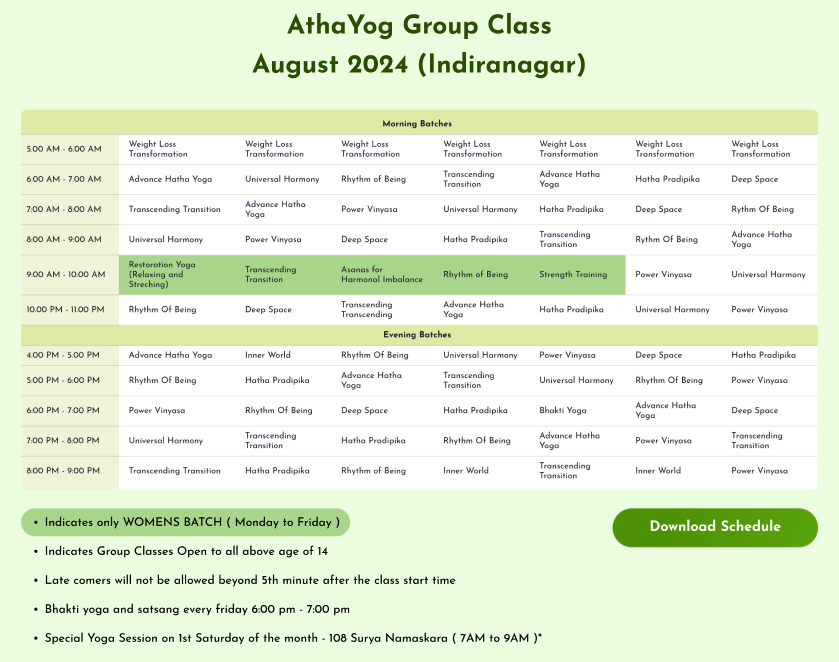 AthaYog Group Class
August 2024 (Indiranagar)
Morning Batches
5.00 AM - 6.00 AM Weight Loss Transformation Weight Loss Transformation Weight Loss Transformation Weight Loss Transformation Weight Loss Transformation Weight Loss Transformation Weight Loss Transformation
6.00 AM - 7.00 AM Advance Hatha Yoga Universal Harmony Rhythm of Being Transcending Transition Advance Hatha Yoga Hatha Pradipika Deep Space
7:00 AM - 8:00 AM Transcending Transition Advance Hatha Yoga Power Vinyasa Universal Harmony Hatha Pradipika Deep Space Rythm Of Being
8:00 AM - 9:00 AM Universal Harmony Power Vinyasa Deep Space Hatha Pradipika Transcending Transition Rythm Of Being Advance Hatha Yoga
9:00 AM - 10:00 AM Restoration Yoga (Relaxing and Streching) Transcending Transition Asanas for Harmonal Imbalance Rhythm of Being Strength Training Power Vinyasa Universal Harmony
10.00 PM - 11.00 PM Rhythm Of Being Deep Space Transcending Transcending Advance Hatha Yoga Hatha Pradipika Universal Harmony Power Vinyasa
Evening Batches
4.00 PM - 5.00 PM Advance Hatha Yoga Inner World Rhythm Of Being Universal Harmony Power Vinyasa Deep Space Hatha Pradipika
5:00 PM - 6:00 PM Rhythm Of Being Hatha Pradipika Advance Hatha Yoga Transcending Transition Universal Harmony Rhythm Of Being Power Vinyasa
6:00 PM - 7:00 PM Power Vinyasa Rhythm Of Being Deep Space Hatha Pradipika Bhakti Yoga Advance Hatha Yoga Deep Space
7:00 PM - 8:00 PM Universal Harmony Transcending Transition Hatha Pradipika Rhythm Of Being Advance Hatha Yoga Power Vinyasa Transcending Transition
8:00 PM - 9:00 PM Transcending Transition Hatha Pradipika Rhythm of Being Inner World Transcending Transition Inner World Power Vinyasa
• Indicates only WOMENS BATCH ( Monday to Friday )
Download Schedule
• Indicates Group Classes Open to all above age of 14
• Late comers will not be allowed beyond 5th minute after the class start time
• Bhakti yoga and satsang every friday 6:00 pm - 7:00 pm
• Special Yoga Session on 1st Saturday of the month - 108 Surya Namaskara ( 7AM to 9AM )*